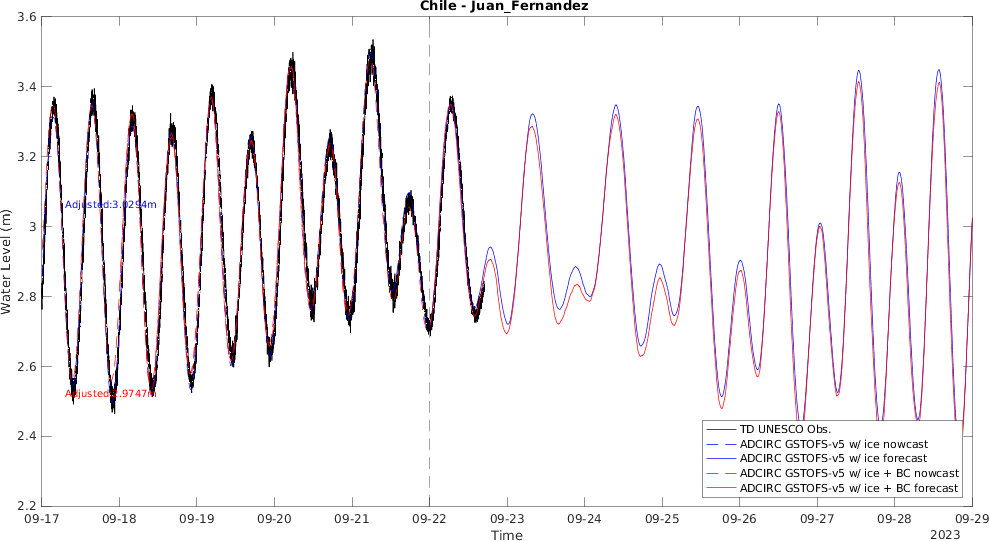 Chile - Juan_Fernandez
3.6
3.4
3.2
3
2.8
2.6
2.4
2.2
Water Level (m)
Adjusted:3.0294m
Adjusted:2.9747m
TD UNESCO Obs.
ADCIRC GSTOFS-v5 w/ ice nowcast
ADCIRC GSTOFS-v5 w/ ice forecast
ADCIRC GSTOFS-v5 w/ ice + BC nowcast
ADCIRC GSTOFS-v5 w/ ice + BC forecast
09-17 09-18 09-19 09-20 09-21 09-22 09-23 09-24 09-25 09-26 09-27 09-28 09-29
Time
2023